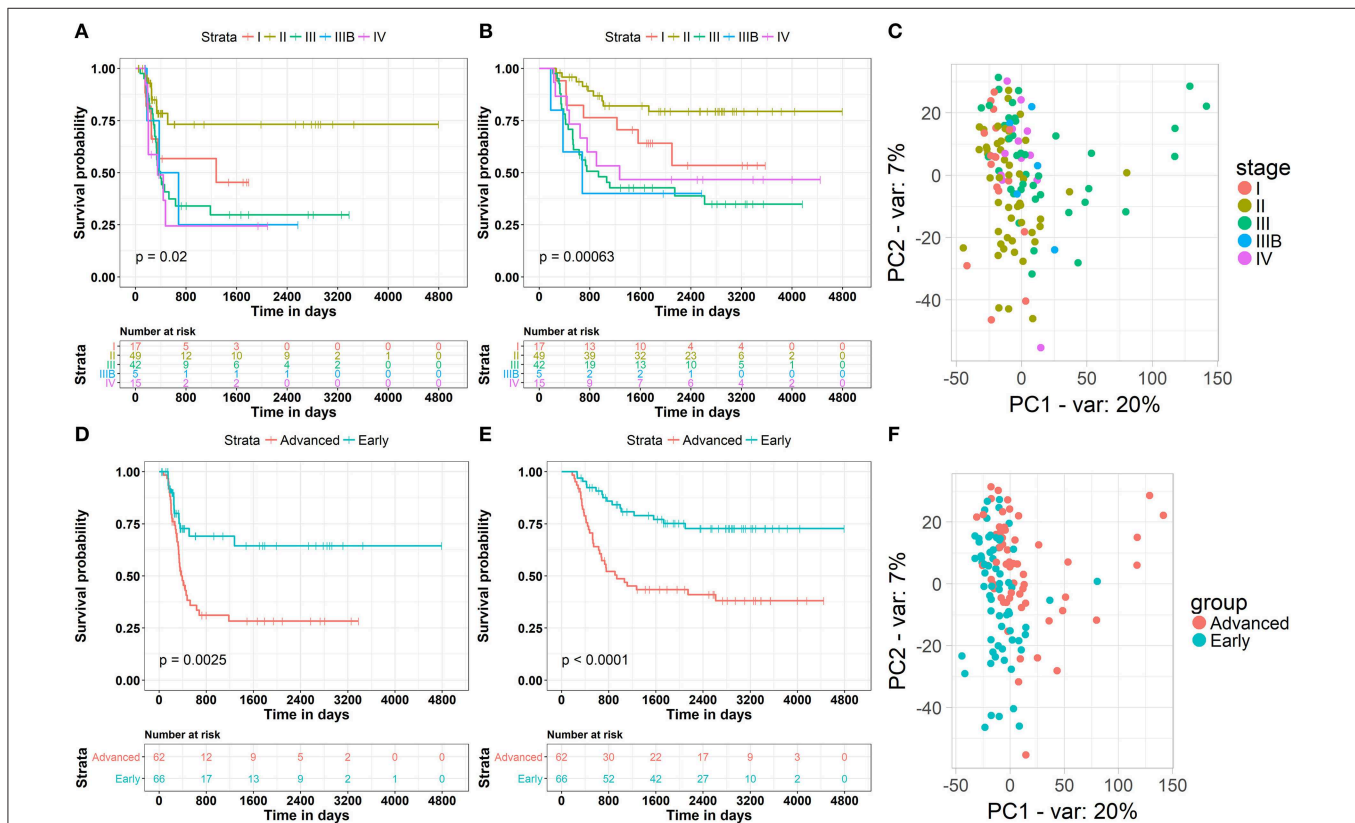 A
Strata I II III IIIB IV
Survival probability
1.00
0.75
0.50
0.25
0.00
p = 0.02
0 800 1600 2400 3200 4000 4800
Time in days
Number at risk
Strata
I 17 5 3 0 0 0 0
II 49 12 10 9 2 1 0
III 42 9 6 4 2 0 0
IIIB 5 1 1 0 0 0 0
IV 15 2 2 0 0 0 0
0 800 1600 2400 3200 4000 4800
Time in days
B
Strata I II III IIIB IV
Survival probability
1.00
0.75
0.50
0.25
0.00
p = 0.00063
0 800 1600 2400 3200 4000 4800
Time in days
Number at risk
Strata
I 17 13 10 4 4 0 0
II 49 39 32 23 6 2 0
III 42 19 13 10 5 1 0
IIIB 5 2 2 1 0 0 0
IV 15 9 7 6 4 2 0
0 800 1600 2400 3200 4000 4800
Time in days
C
PC2 - var: 7%
20
0
-20
-40
-50 0 50 100 150
PC1 - var: 20%
stage
I
II
III
IIIB
IV
D
Strata Advanced Early
Survival probability
1.00
0.75
0.50
0.25
0.00
p = 0.0025
0 800 1600 2400 3200 4000 4800
Time in days
Number at risk
Strata
Advanced 62 12 9 5 2 0 0
Early 66 17 13 9 2 1 0
0 800 1600 2400 3200 4000 4800
Time in days
E
Strata Advanced Early
Survival probability
1.00
0.75
0.50
0.25
0.00
p < 0.0001
0 800 1600 2400 3200 4000 4800
Time in days
Number at risk
Strata
Advanced 62 30 22 17 9 3 0
Early 66 52 42 27 10 2 0
0 800 1600 2400 3200 4000 4800
Time in days
F
PC2 - var: 7%
20
0
-20
-40
-50 0 50 100 150
PC1 - var: 20%
group
Advanced
Early